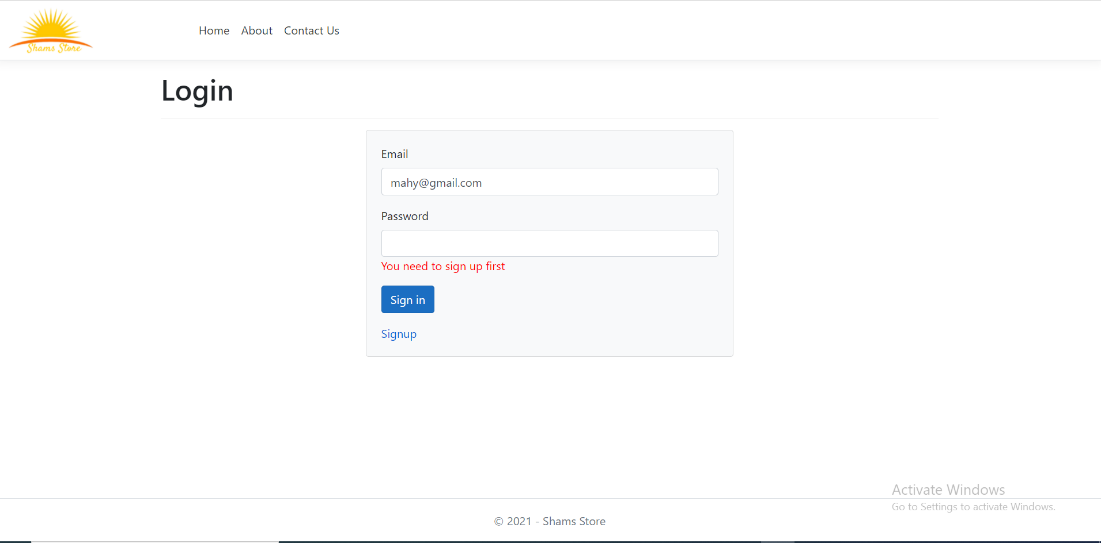 Shams Store
Home About Contact Us
Login
Email
mahy@gmail.com
Password
You need to sign up first
Sign in
Signup
Activate Windows
Go to Settings to activate Windows.
© 2021 - Shams Store